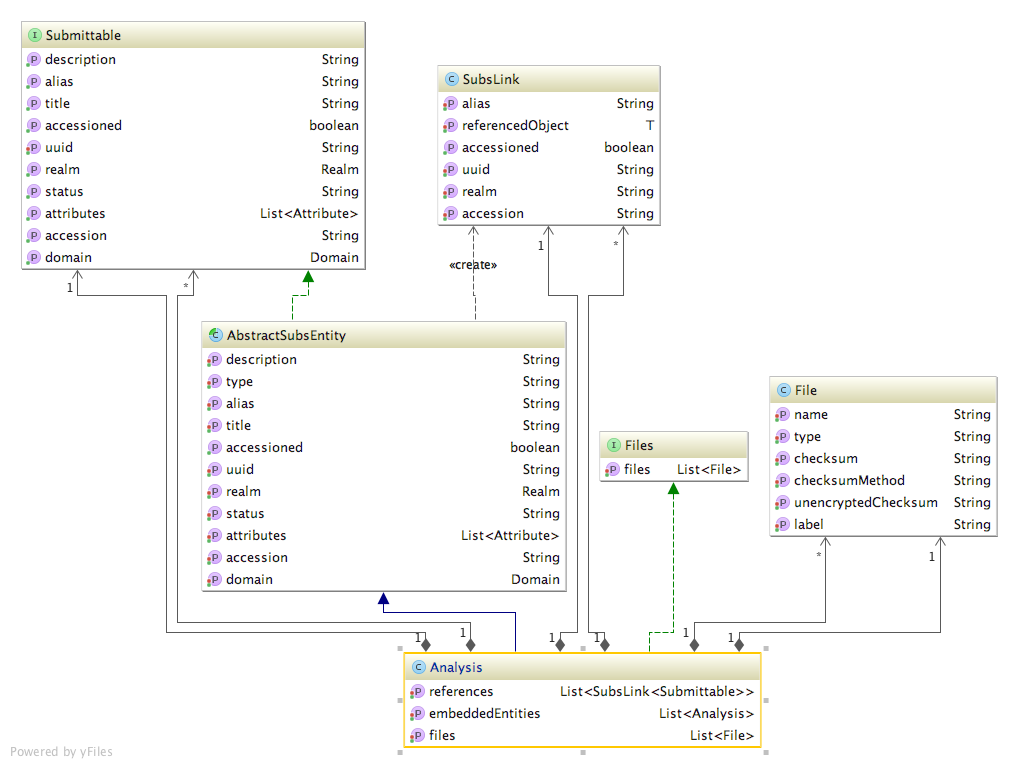 I Submittable
P description String
P alias String
P title String
P accessioned boolean
P uuid String
P realm Realm
P status String
P attributes List<Attribute>
P accession String
P domain Domain
C SubsLink
P alias String
P referencedObject T
P accessioned boolean
P uuid String
P realm String
P accession String
1
*
1
*
«create»
C AbstractSubsEntity
P description String
P type String
P alias String
P title String
P accessioned boolean
P uuid String
P realm Realm
P status String
P attributes List<Attribute>
P accession String
P domain Domain
I Files
P files List<File>
C File
P name String
P type String
P checksum String
P checksumMethod String
P unencryptedChecksum String
P label String
*
1
1
1
1
1
1
1
C Analysis
P references List<SubsLink<Submittable>>
P embeddedEntities List<Analysis>
P files List<File>
Powered by yFiles